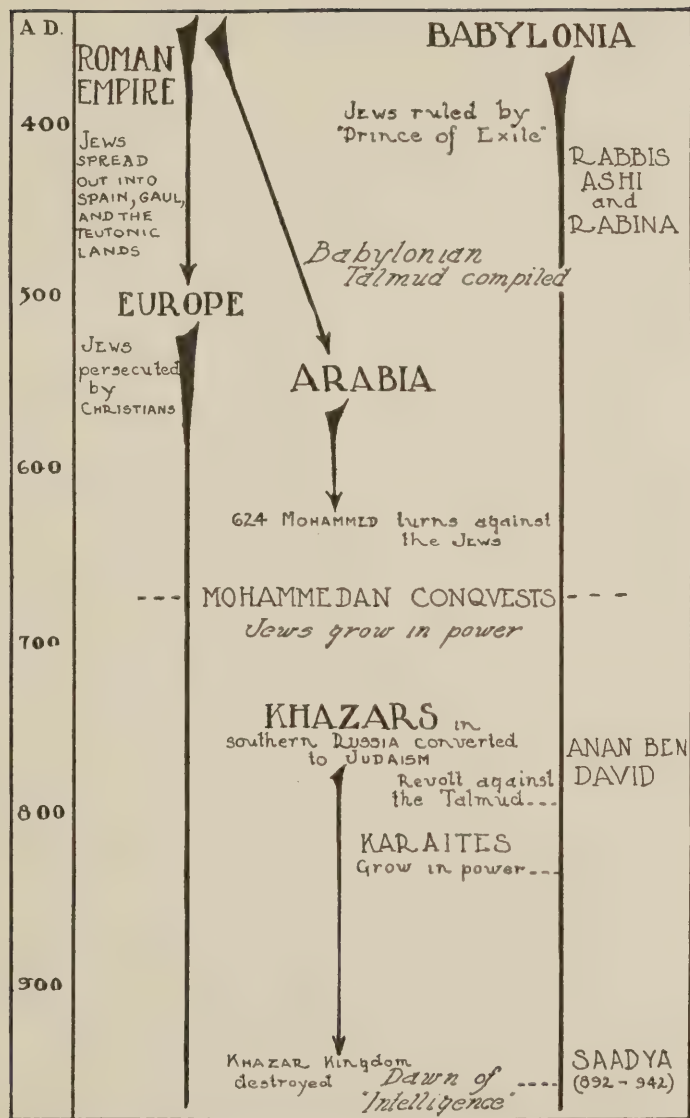 A.D.
BABYLONIA
ROMAN
EMPIRE
JEWS ruled by
"Prince of Exile"
400
JEWS
SPREAD
OUT INTO
SPAIN, GAUL,
AND THE
TEUTONIC
LANDS
RABBIS
ASHI
and
RABINA
Babylonian
Talmud compiled
500
EUROPE
JEWS
persecuted
by
CHRISTIANS
ARABIA
600
624 MOHAMMED turns against
the JEWS
MOHAMMEDAN CONQVESTS
Jews grow in power
700
KHAZARS in
southern RUSSIA converted
to JUDAISM
ANAN BEN
DAVID
Revolt against
the Talmud
800
KARAITES
Grow in power
900
KHAZAR Kingdom
destroyed
Dawn of
"Intelligence"
SAADYA
(892-942)